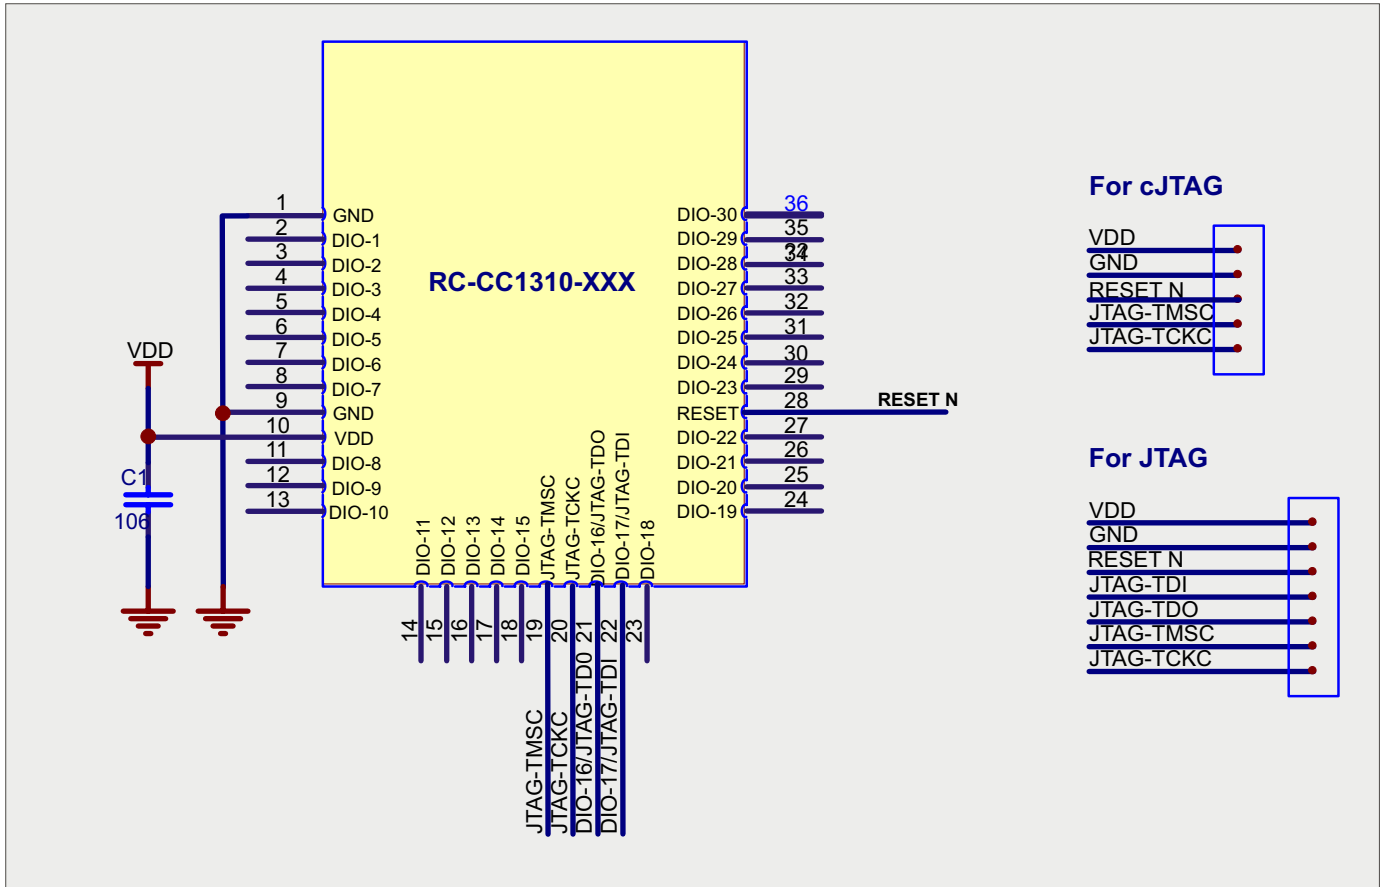 RC-CC1310-XXX
1 GND
2 DIO-1
3 DIO-2
4 DIO-3
5 DIO-4
6 DIO-5
7 DIO-6
8 DIO-7
9 GND
10 VDD
11 DIO-8
12 DIO-9
13 DIO-10
VDD
C1
106
DIO-11
DIO-12
DIO-13
DIO-14
DIO-15
JTAG-TMSC
JTAG-TCKC
DIO-16/JTAG-TDO
DIO-17/JTAG-TDI
DIO-18
14
15
16
17
18
19
20
21
22
23
JTAG-TMSC
JTAG-TCKC
DIO-16/JTAG-TD0
DIO-17/JTAG-TDI
DIO-30 36
DIO-29 35
DIO-28 34
DIO-27 33
DIO-26 32
DIO-25 31
DIO-24 30
DIO-23 29
RESET 28 RESET N
DIO-22 27
DIO-21 26
DIO-20 25
DIO-19 24
For cJTAG
VDD
GND
RESET N
JTAG-TMSC
JTAG-TCKC
For JTAG
VDD
GND
RESET N
JTAG-TDI
JTAG-TDO
JTAG-TMSC
JTAG-TCKC